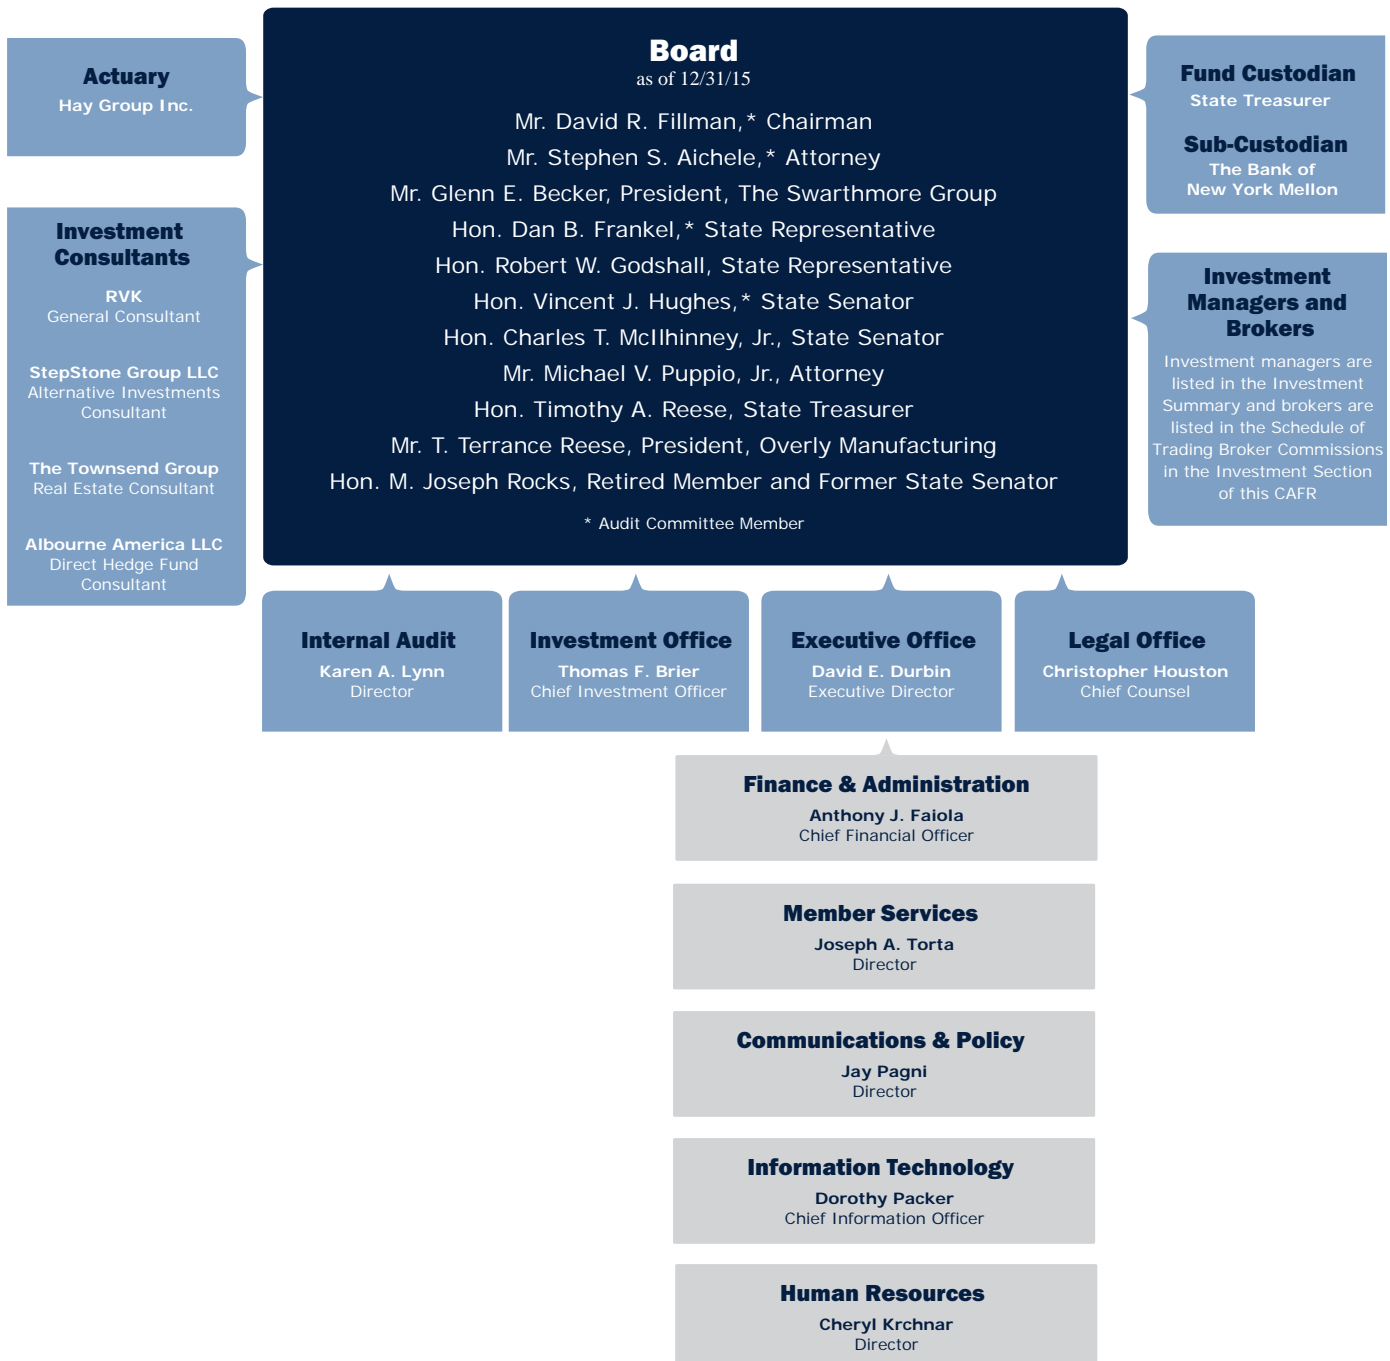 Board
as of 12/31/15
Mr. David R. Fillman,* Chairman
Mr. Stephen S. Aichele,* Attorney
Mr. Glenn E. Becker, President, The Swarthmore Group
Hon. Dan B. Frankel,* State Representative
Hon. Robert W. Godshall, State Representative
Hon. Vincent J. Hughes,* State Senator
Hon. Charles T. McIlhinney, Jr., State Senator
Mr. Michael V. Puppio, Jr., Attorney
Hon. Timothy A. Reese, State Treasurer
Mr. T. Terrance Reese, President, Overly Manufacturing
Hon. M. Joseph Rocks, Retired Member and Former State Senator
* Audit Committee Member
Actuary
Hay Group Inc.
Investment
Consultants
RVK
General Consultant
StepStone Group LLC
Alternative Investments
Consultant
The Townsend Group
Real Estate Consultant
Albourne America LLC
Direct Hedge Fund
Consultant
Fund Custodian
State Treasurer
Sub-Custodian
The Bank of
New York Mellon
Investment
Managers and
Brokers
Investment managers are
listed in the Investment
Summary and brokers are
listed in the Schedule of
Trading Broker Commissions
in the Investment Section
of this CAFR
Internal Audit
Karen A. Lynn
Director
Investment Office
Thomas F. Brier
Chief Investment Officer
Executive Office
David E. Durbin
Executive Director
Legal Office
Christopher Houston
Chief Counsel
Finance & Administration
Anthony J. Faiola
Chief Financial Officer
Member Services
Joseph A. Torta
Director
Communications & Policy
Jay Pagni
Director
Information Technology
Dorothy Packer
Chief Information Officer
Human Resources
Cheryl Krchnar
Director